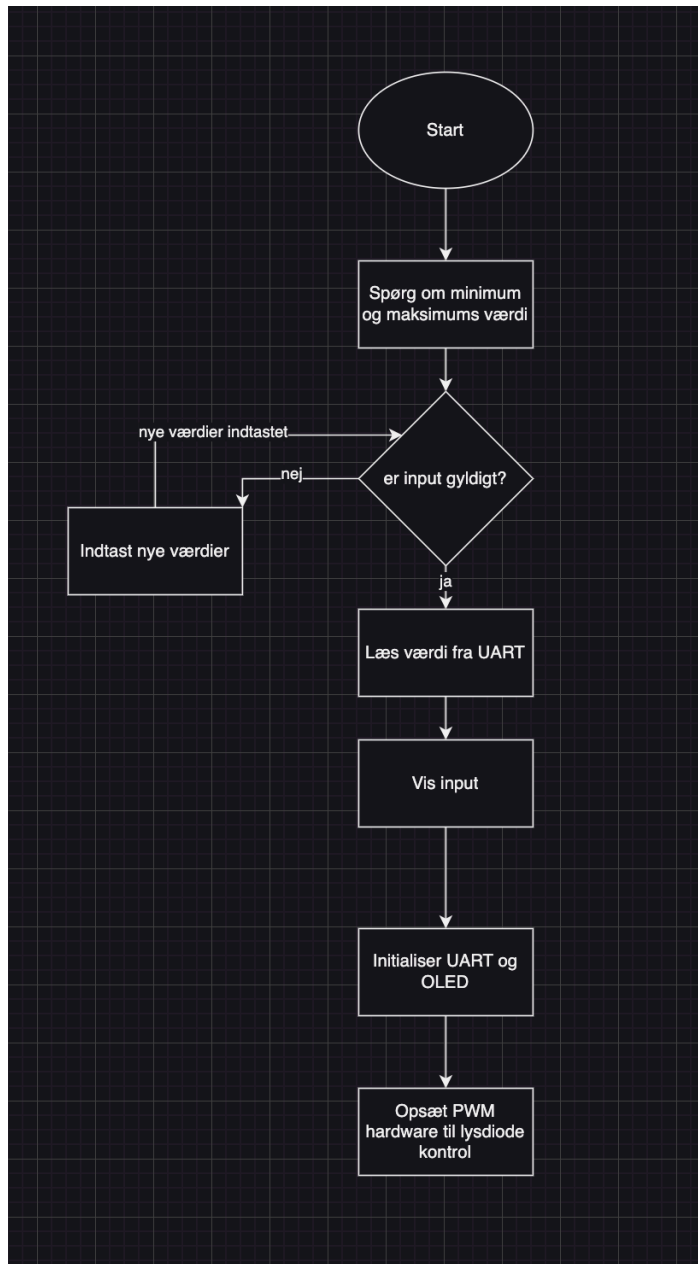 Start
Spørg om minimum
og maksimums værdi
nye værdier indtastet
er input gyldigt?
nej
Indtast nye værdier
ja
Læs værdi fra UART
Vis input
Initialiser UART og
OLED
Opsæt PWM
hardware til lysdiode
kontrol